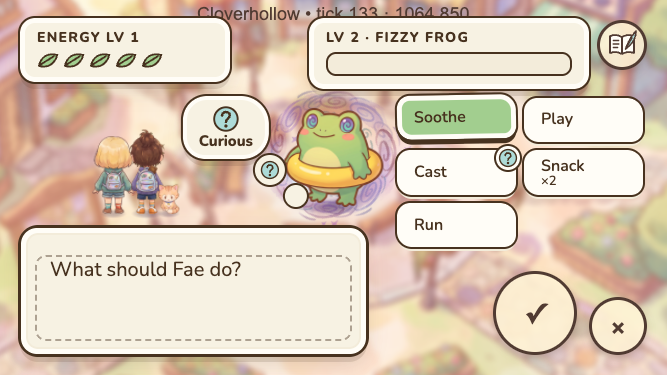 Cloverhollow • tick 133 · 1064,850
ENERGY LV 1
LV 2 · FIZZY FROG
? Curious
?
Soothe
Play
Cast
?
Snack
×2
Run
What should Fae do?